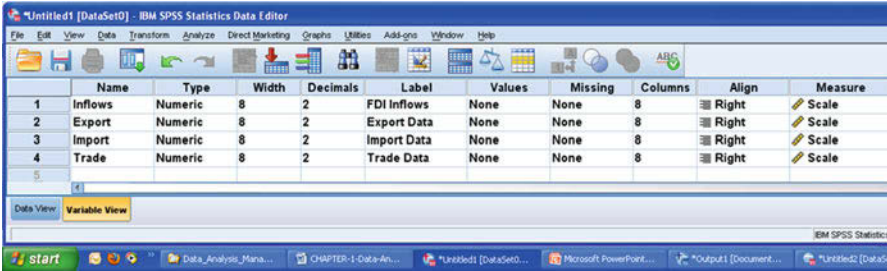 *Untitled1 [DataSet0] - IBM SPSS Statistics Data Editor
File Edit View Data Transform Analyze Direct Marketing Graphs Utilities Add-ons Window Help
ABC
Name Type Width Decimals Label Values Missing Columns Align Measure
1 Inflows Numeric 8 2 FDI Inflows None None 8 Right Scale
2 Export Numeric 8 2 Export Data None None 8 Right Scale
3 Import Numeric 8 2 Import Data None None 8 Right Scale
4 Trade Numeric 8 2 Trade Data None None 8 Right Scale
5
Data View Variable View
IBM SPSS Statistics
start Data_Analysis_Mana... CHAPTER-1-Data-An... *Untitled1 [DataSet0... Microsoft PowerPoint... *Output1 [Document... *Untitled2 [DataS